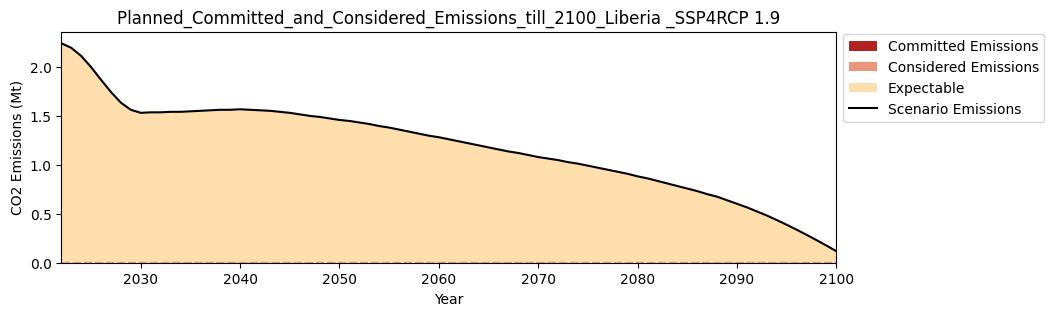 Planned_Committed_and_Considered_Emissions_till_2100_Liberia _SSP4RCP 1.9
Committed Emissions
Considered Emissions
Expectable
Scenario Emissions
CO2 Emissions (Mt)
2.0
1.5
1.0
0.5
0.0
2030 2040 2050 2060 2070 2080 2090 2100
Year